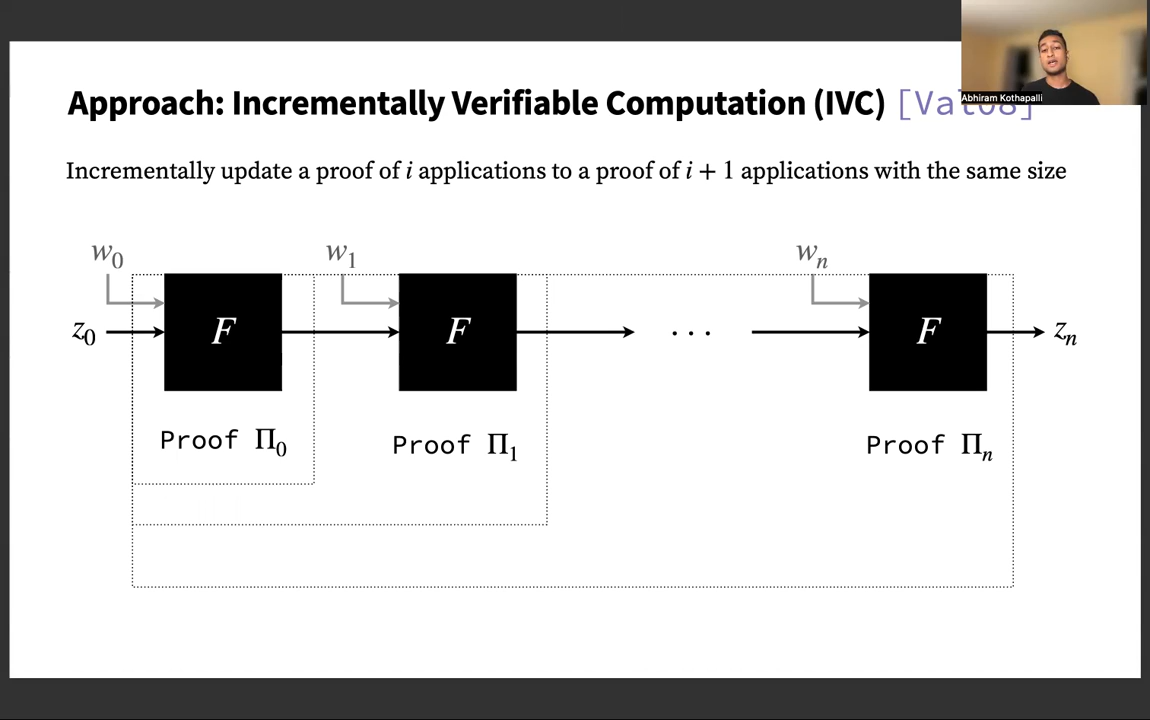 Abhiram Kothapalli
Approach: Incrementally Verifiable Computation (IVC)
Incrementally update a proof of i applications to a proof of i + 1 applications with the same size
w₀ w₁ wₙ
z₀ F F . . . F zₙ
Proof Π₀ Proof Π₁ Proof Πₙ